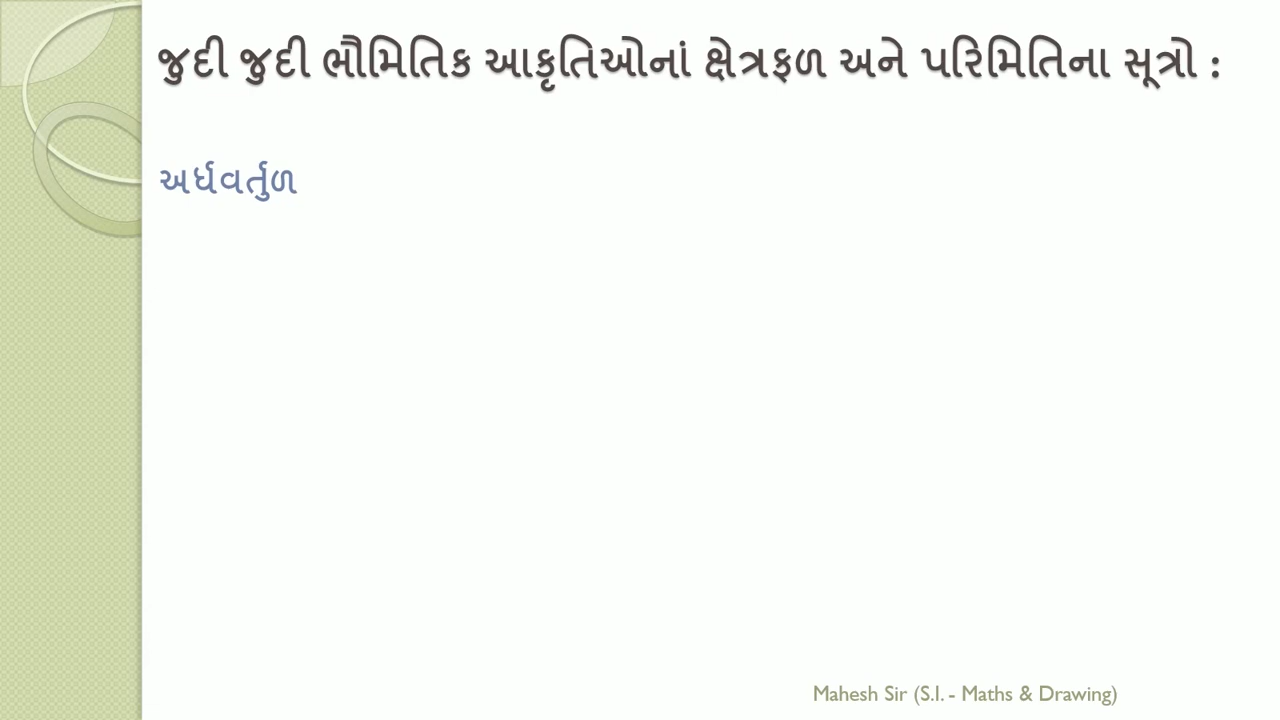 જુદી જુદી ભૌમિતિક આકૃતિઓનાં ક્ષેત્રફળ અને પરિમિતિના સૂત્રો :
અર્ધવર્તુળ
Mahesh Sir (S.I. - Maths & Drawing)